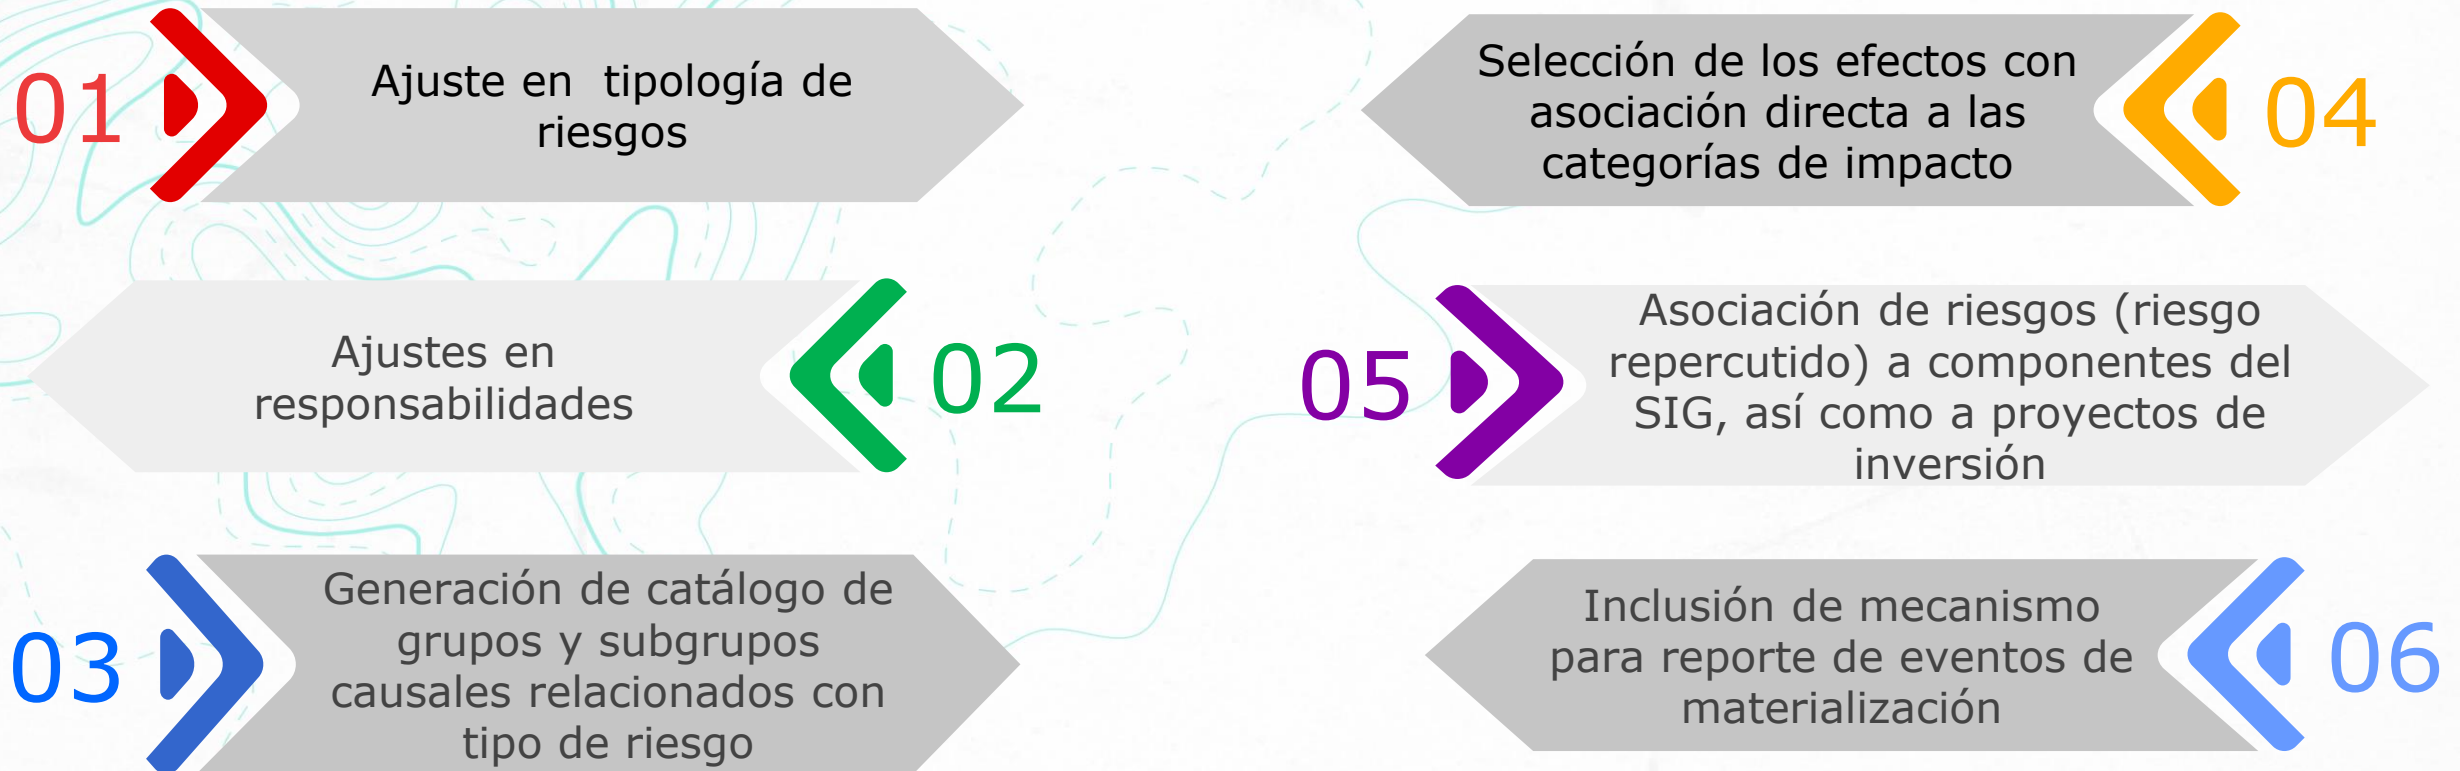 01
Ajuste en tipología de
riesgos
02
Ajustes en
responsabilidades
03
Generación de catálogo de
grupos y subgrupos
causales relacionados con
tipo de riesgo
04
Selección de los efectos con
asociación directa a las
categorías de impacto
05
Asociación de riesgos (riesgo
repercutido) a componentes del
SIG, así como a proyectos de
inversión
06
Inclusión de mecanismo
para reporte de eventos de
materialización